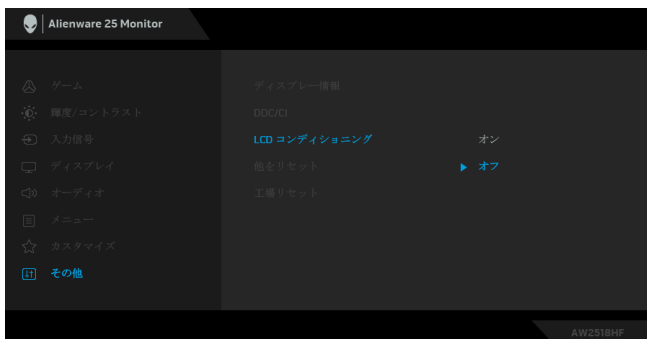 Alienware 25 Monitor
ゲーム
輝度/コントラスト
入力信号
ディスプレイ
オーディオ
メニュー
カスタマイズ
その他
ディスプレー情報
DDC/CI
LCD コンディショニング オン
他をリセット オフ
工場リセット
AW2518HF